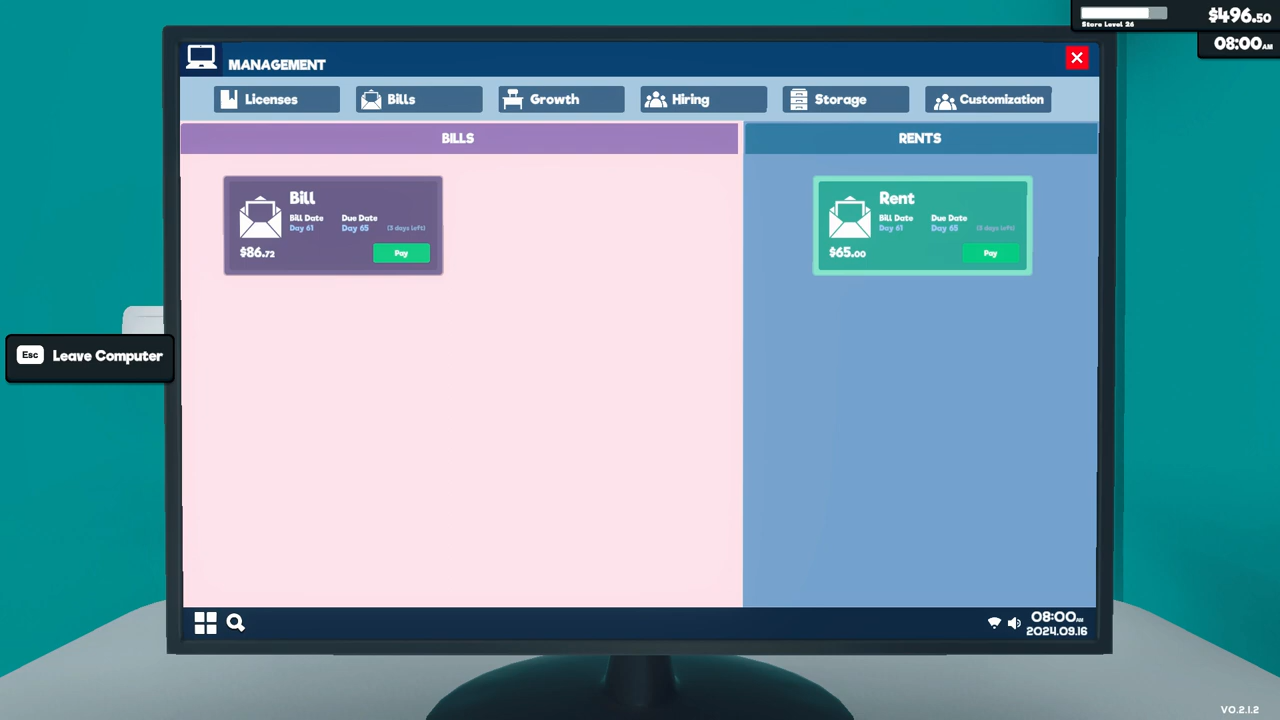 $496.50
Store Level 26
08:00AM
MANAGEMENT
Licenses
Bills
Growth
Hiring
Storage
Customization
BILLS
RENTS
Bill
Bill Date
Due Date
Day 61
Day 65
(3 days left)
$86.72
Pay
Rent
Bill Date
Due Date
Day 61
Day 65
(3 days left)
$65.00
Pay
Esc Leave Computer
08:00AM
2024.09.16
V0.2.1.2